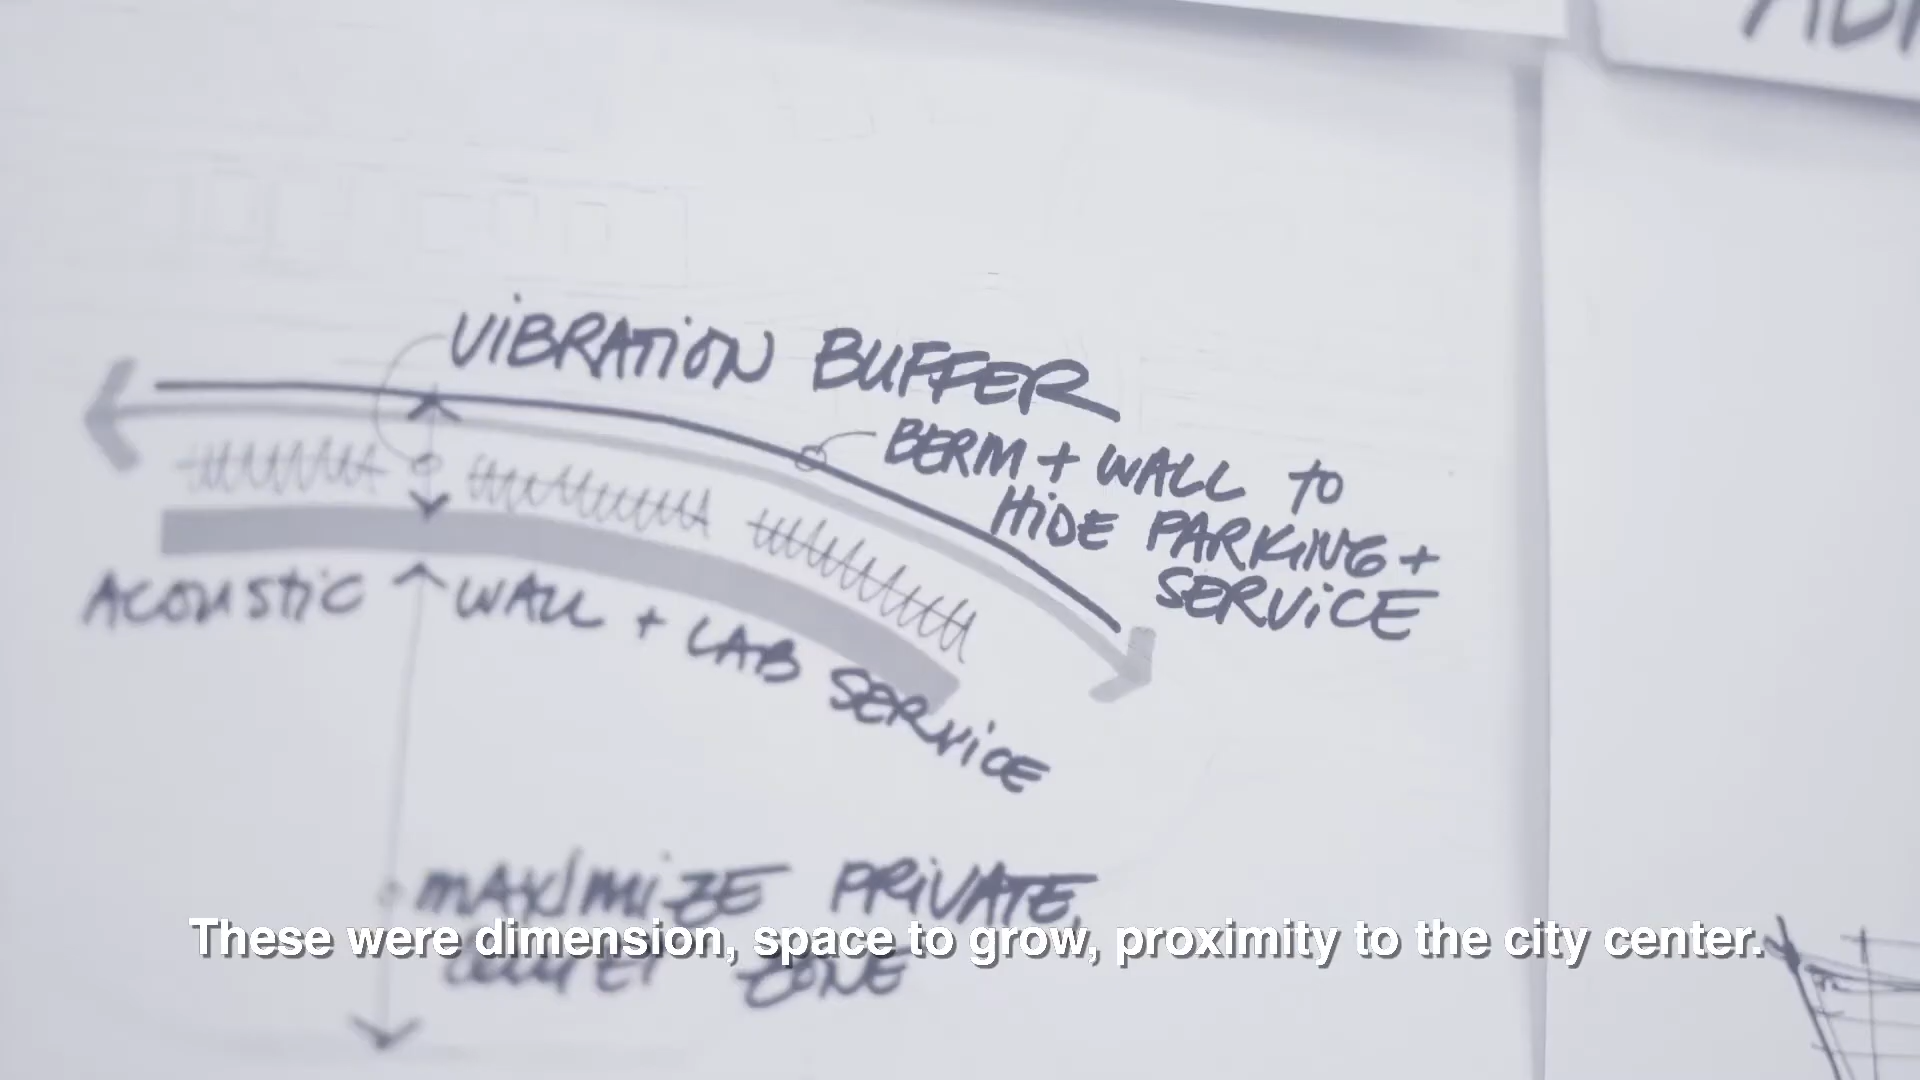 VIBRATION BUFFER
BERM + WALL TO
HIDE PARKING +
SERVICE
ACOUSTIC WALL + LAB SERVICE
MAXIMIZE PRIVATE,
QUIET ZONE
These were dimension, space to grow, proximity to the city center.